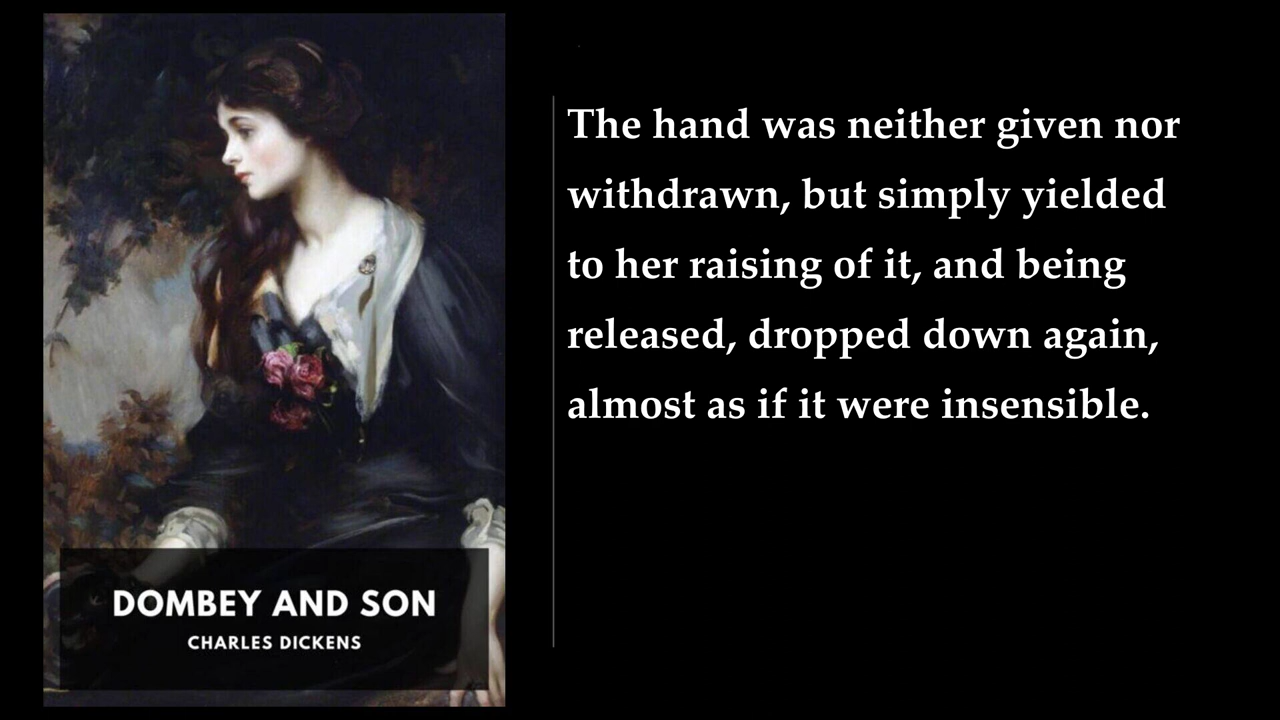 The hand was neither given nor
withdrawn, but simply yielded
to her raising of it, and being
released, dropped down again,
almost as if it were insensible.
DOMBEY AND SON
CHARLES DICKENS